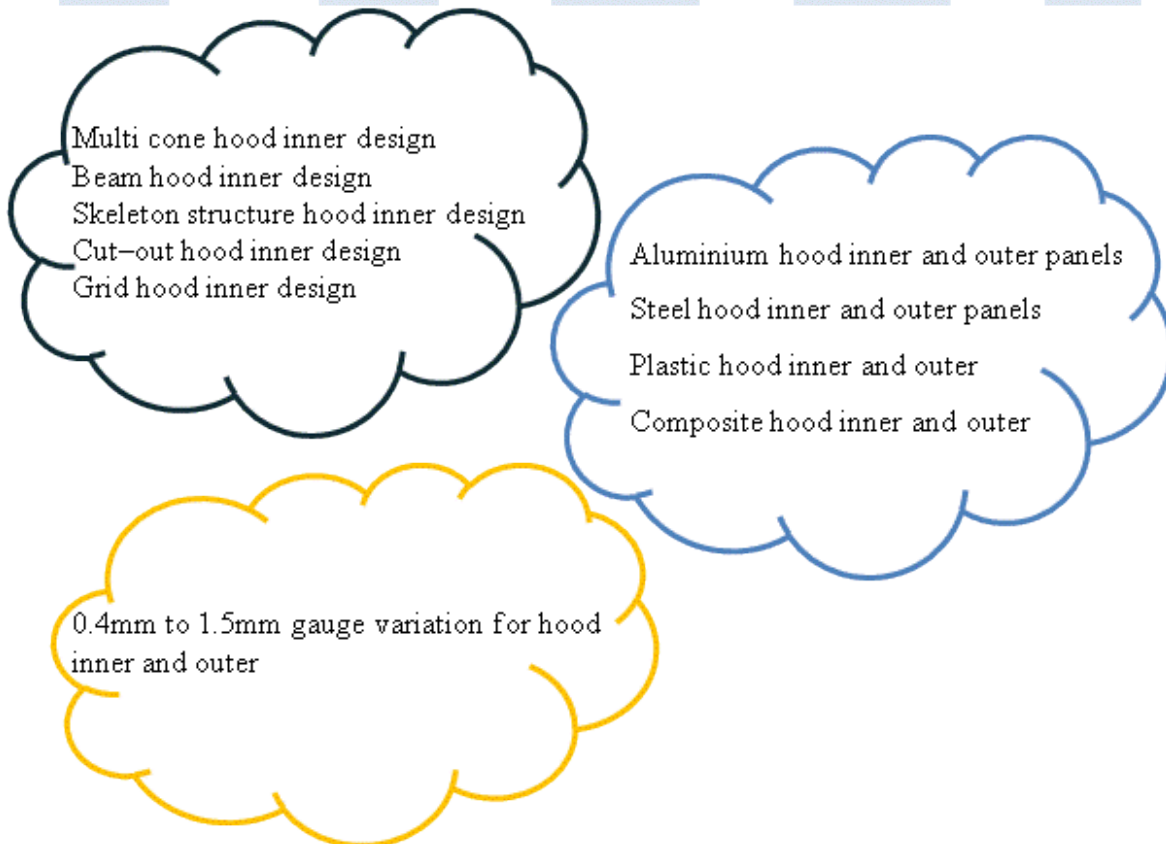 Multi cone hood inner design
Beam hood inner design
Skeleton structure hood inner design
Cut–out hood inner design
Grid hood inner design
Aluminium hood inner and outer panels
Steel hood inner and outer panels
Plastic hood inner and outer
Composite hood inner and outer
0.4mm to 1.5mm gauge variation for hood
inner and outer